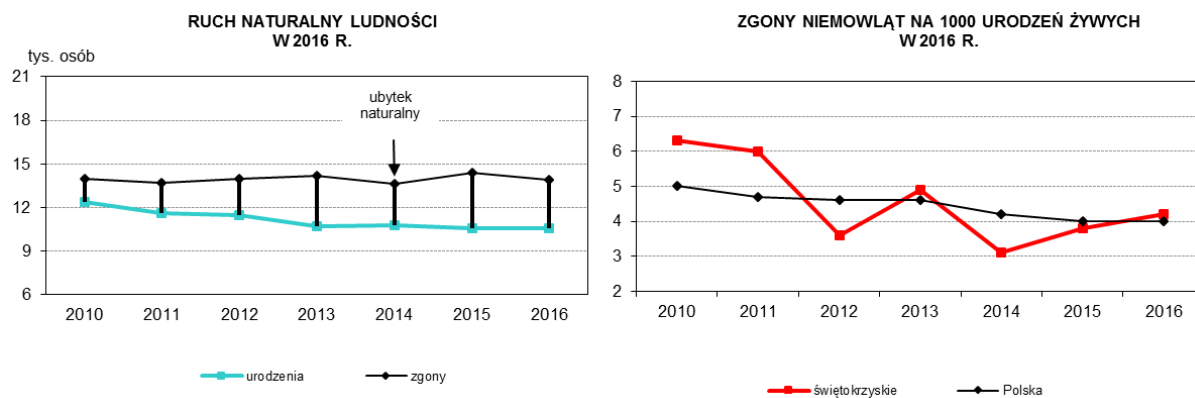 RUCH NATURALNY LUDNOŚCI
W 2016 R.
tys. osób
21
18
15
12
9
6
ubytek
naturalny
2010 2011 2012 2013 2014 2015 2016
urodzenia zgony
ZGONY NIEMOWLĄT NA 1000 URODZEŃ ŻYWYCH
W 2016 R.
8
7
6
5
4
3
2
2010 2011 2012 2013 2014 2015 2016
świętokrzyskie Polska